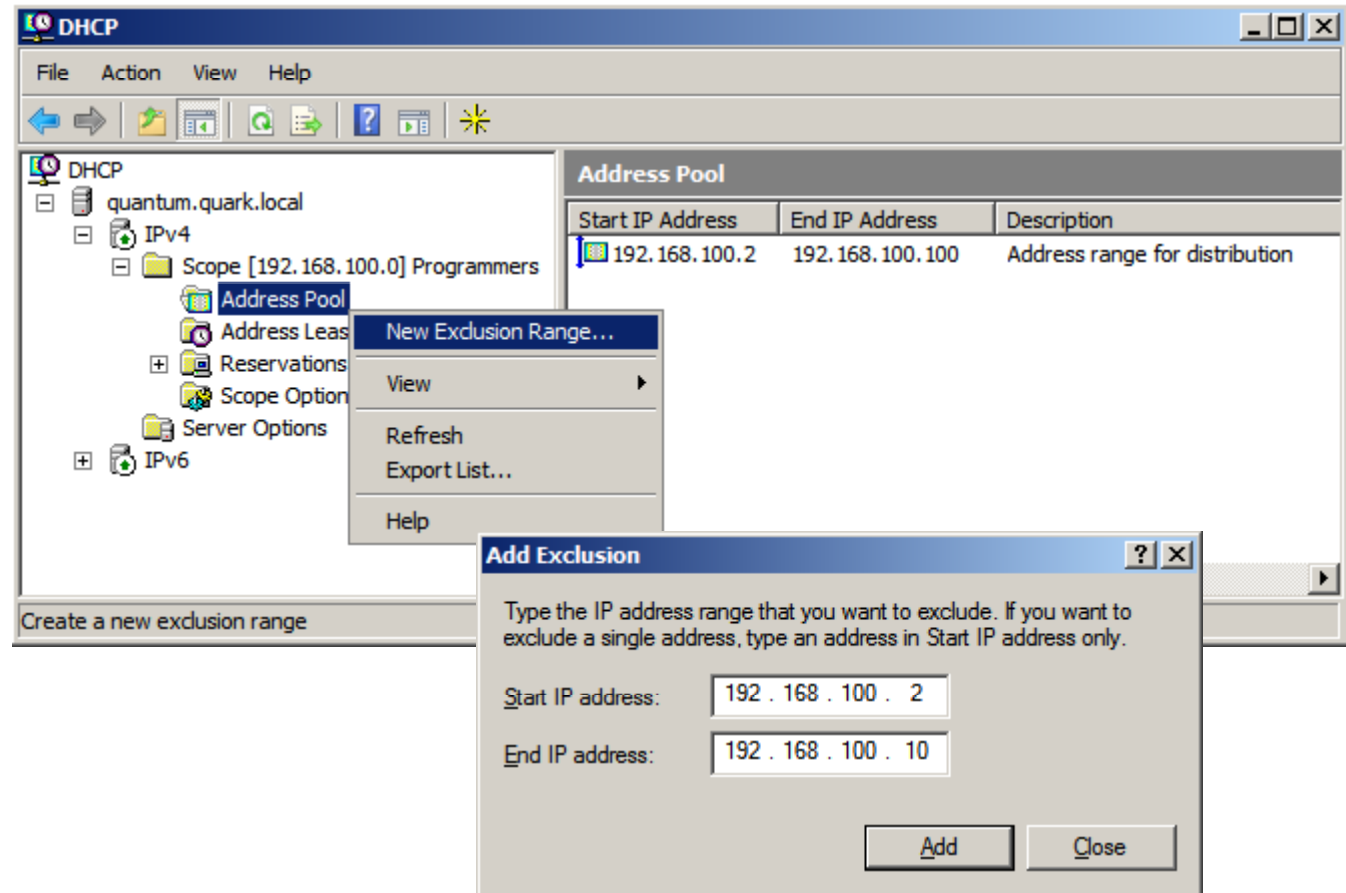 DHCP
File Action View Help
DHCP
quantum.quark.local
IPv4
Scope [192.168.100.0] Programmers
Address Pool
Address Leas
Reservations
Scope Option
Server Options
IPv6
Address Pool
Start IP Address End IP Address Description
192.168.100.2 192.168.100.100 Address range for distribution
New Exclusion Range...
View
Refresh
Export List...
Help
Create a new exclusion range
Add Exclusion
Type the IP address range that you want to exclude. If you want to
exclude a single address, type an address in Start IP address only.
Start IP address: 192 . 168 . 100 . 2
End IP address: 192 . 168 . 100 . 10
Add Close